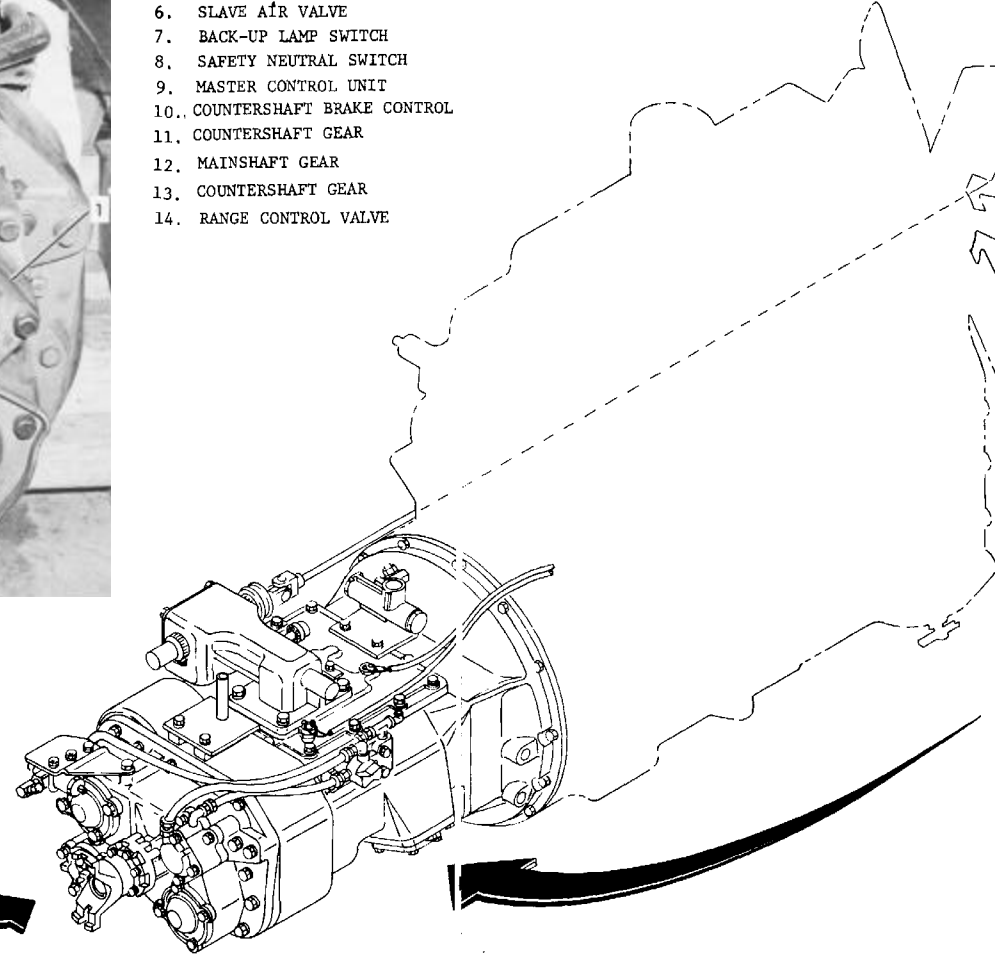 6. SLAVE AIR VALVE
7. BACK-UP LAMP SWITCH
8. SAFETY NEUTRAL SWITCH
9. MASTER CONTROL UNIT
10. COUNTERSHAFT BRAKE CONTROL
11. COUNTERSHAFT GEAR
12. MAINSHAFT GEAR
13. COUNTERSHAFT GEAR
14. RANGE CONTROL VALVE
1